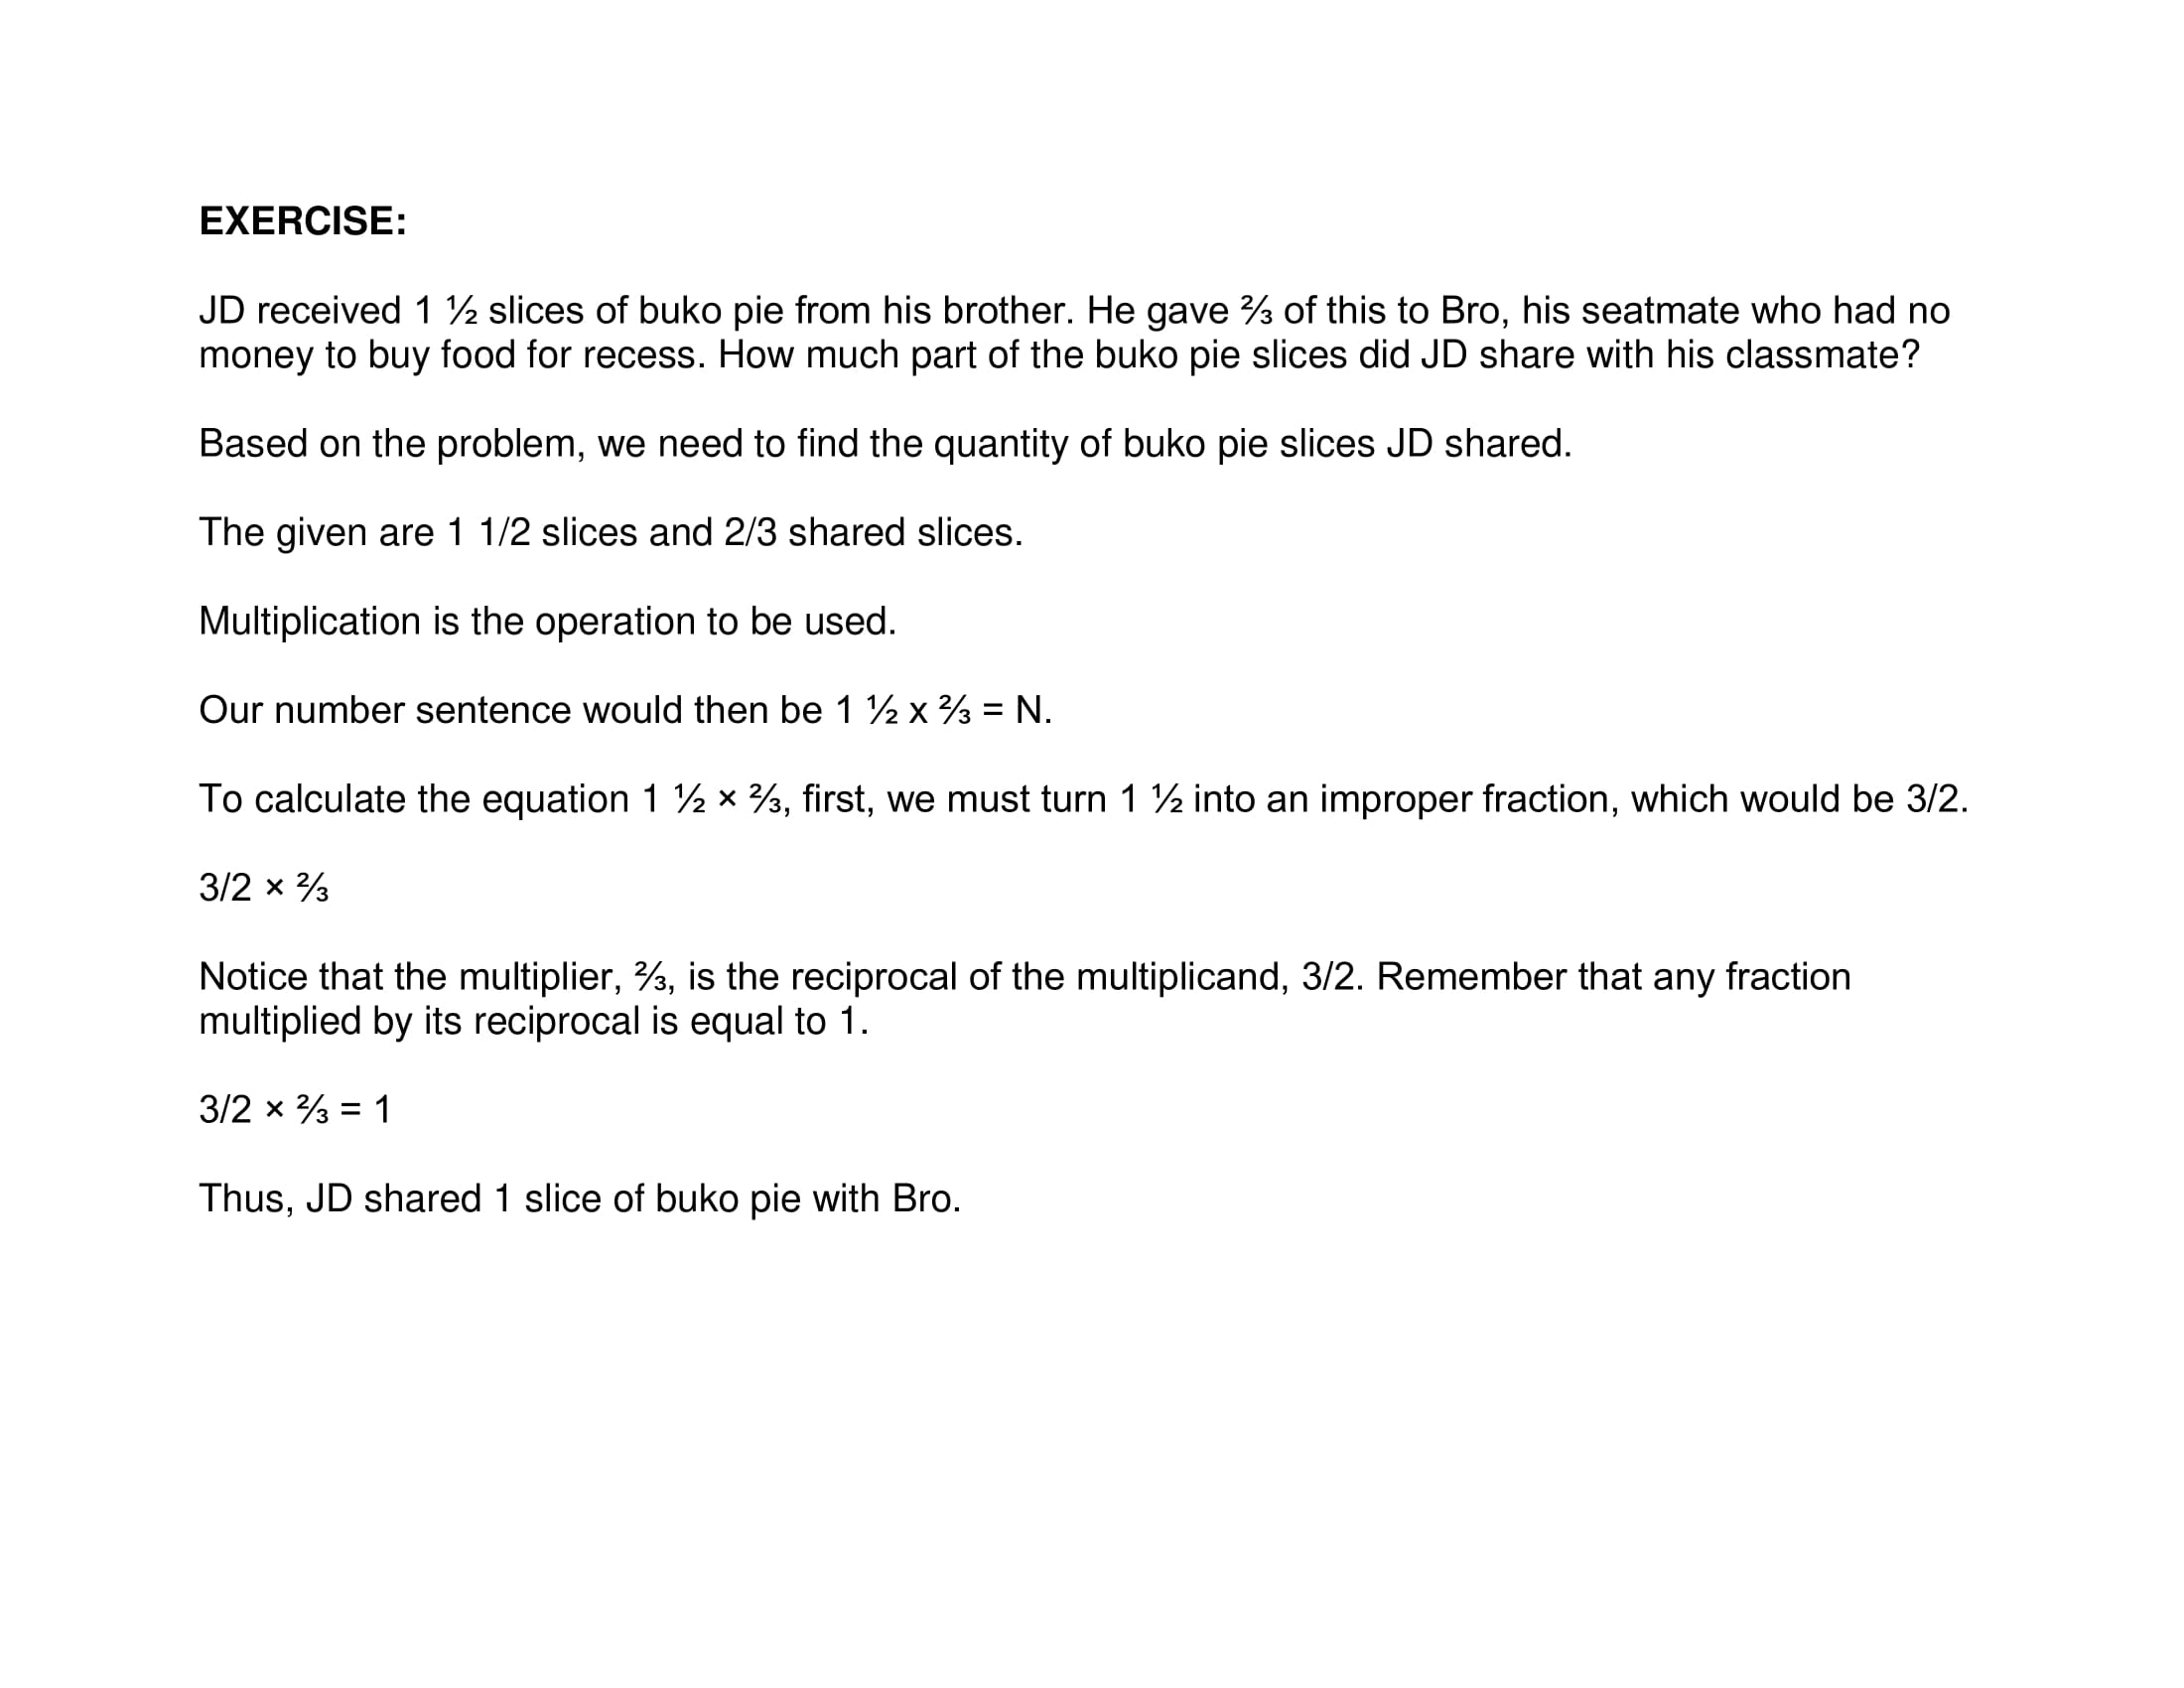 EXERCISE:
JD received 1 ½ slices of buko pie from his brother. He gave ⅔ of this to Bro, his seatmate who had no
money to buy food for recess. How much part of the buko pie slices did JD share with his classmate?
Based on the problem, we need to find the quantity of buko pie slices JD shared.
The given are 1 1/2 slices and 2/3 shared slices.
Multiplication is the operation to be used.
Our number sentence would then be 1 ½ x ⅔ = N.
To calculate the equation 1 ½ × ⅔, first, we must turn 1 ½ into an improper fraction, which would be 3/2.
3/2 × ⅔
Notice that the multiplier, ⅔, is the reciprocal of the multiplicand, 3/2. Remember that any fraction
multiplied by its reciprocal is equal to 1.
3/2 × ⅔ = 1
Thus, JD shared 1 slice of buko pie with Bro.